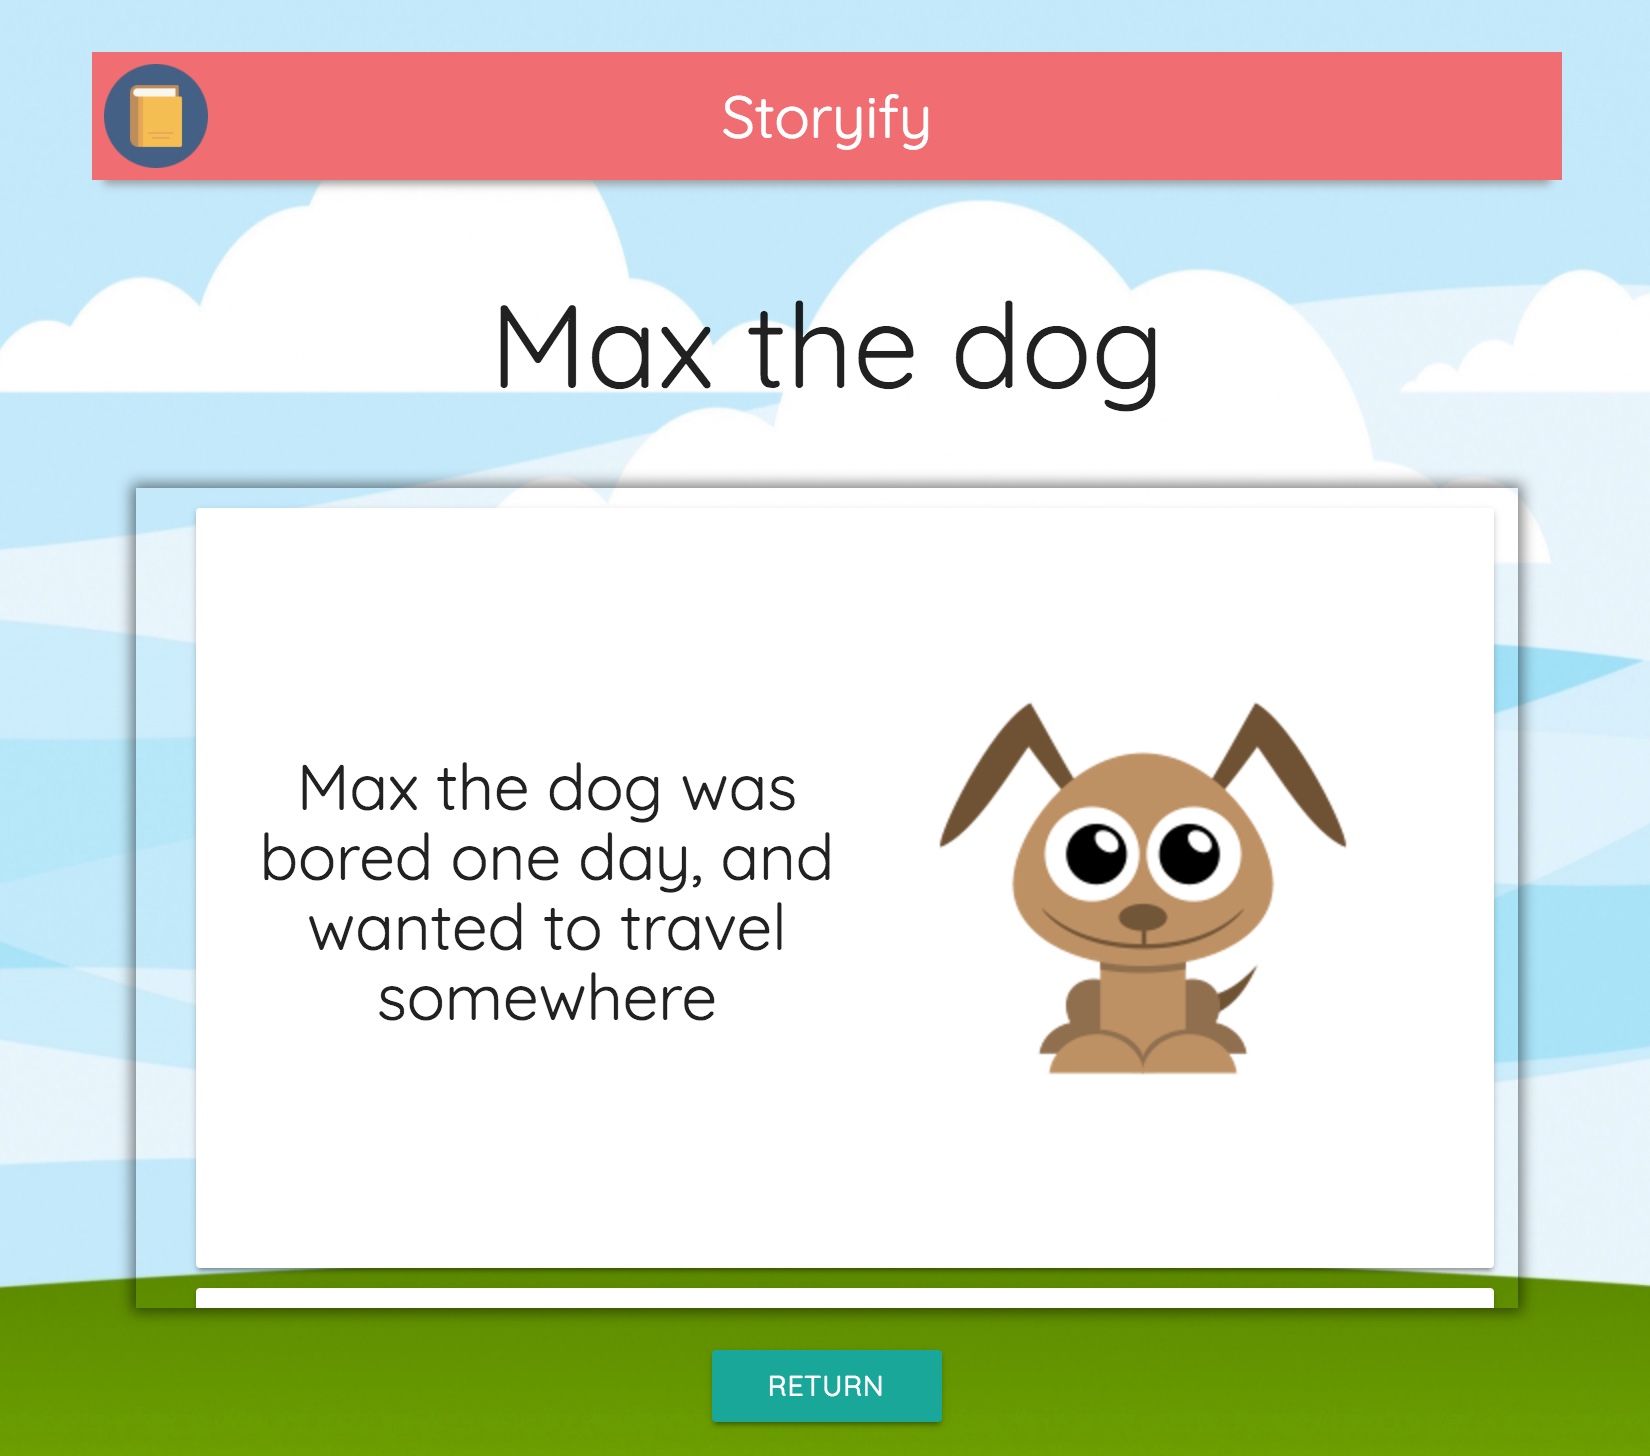 Storyify
Max the dog
Max the dog was
bored one day, and
wanted to travel
somewhere
RETURN